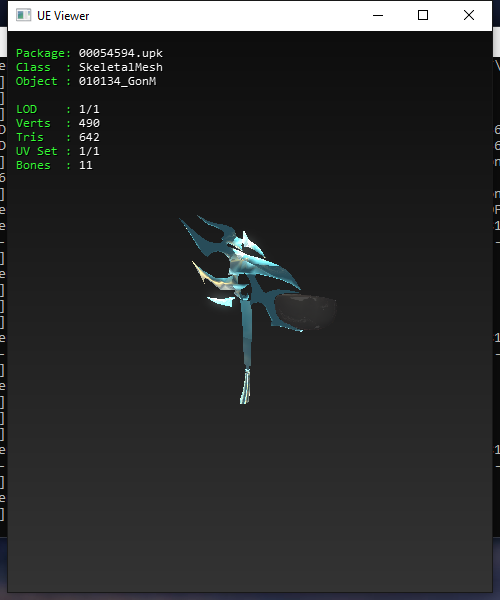 UE Viewer
Package: 00054594.upk
Class : SkeletalMesh
Object : 010134_GonM
LOD : 1/1
Verts : 490
Tris : 642
UV Set : 1/1
Bones : 11